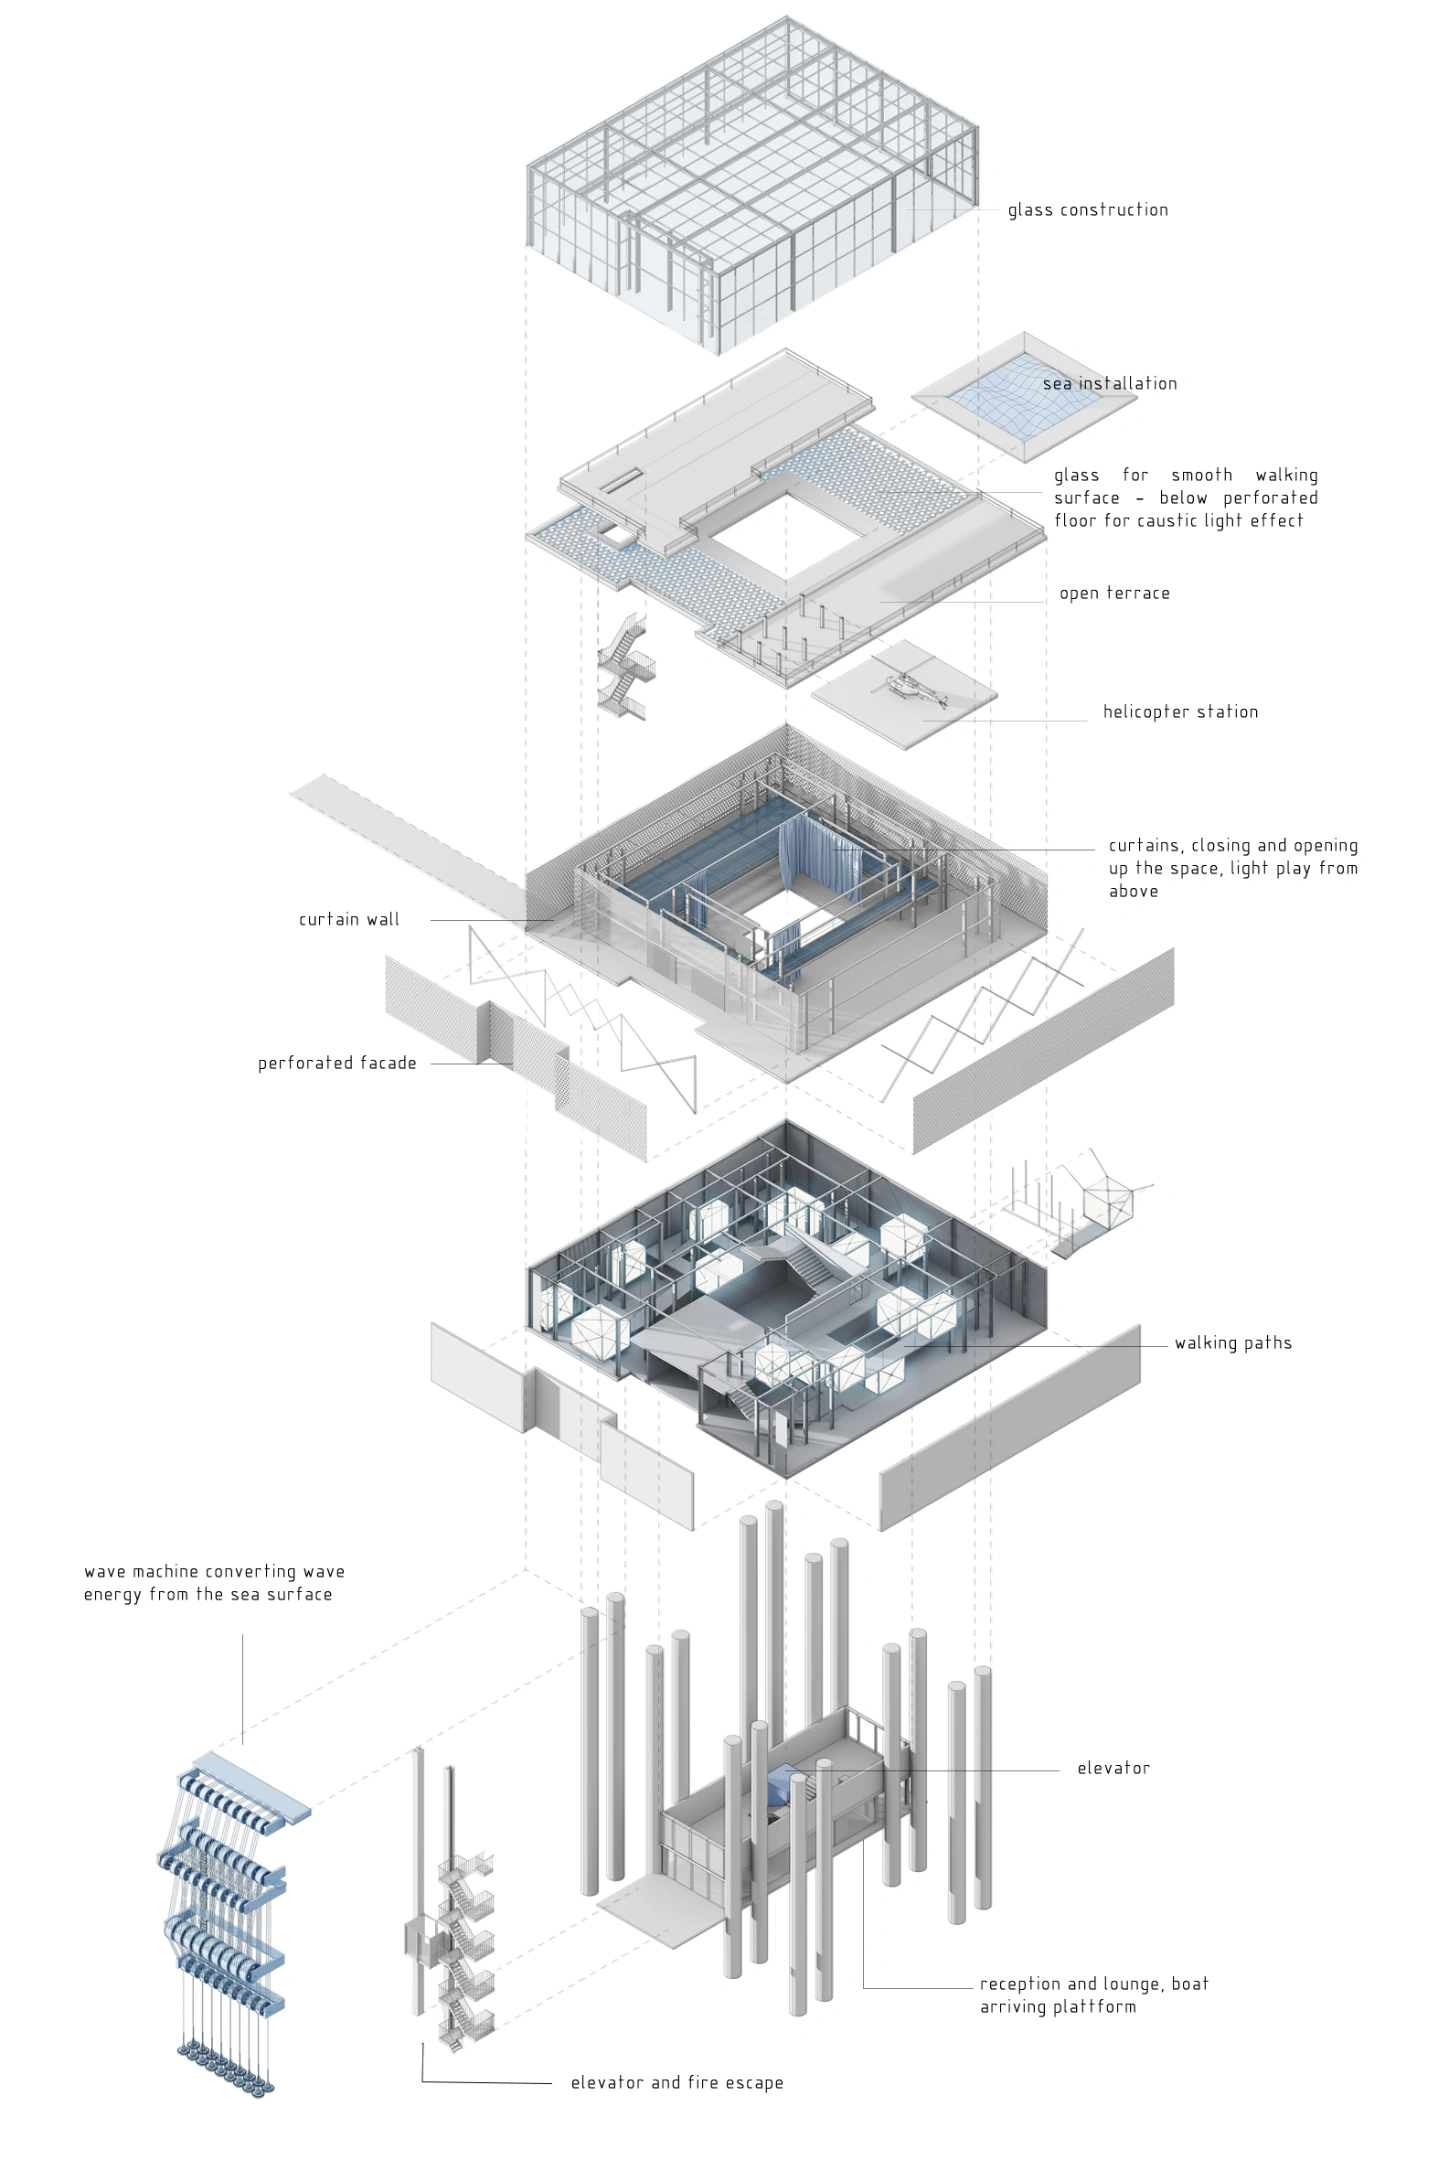 glass construction
sea installation
glass for smooth walking
surface - below perforated
floor for caustic light effect
open terrace
helicopter station
curtains, closing and opening
up the space, light play from
above
curtain wall
perforated facade
walking paths
wave machine converting wave
energy from the sea surface
elevator
reception and lounge, boat
arriving plattform
elevator and fire escape